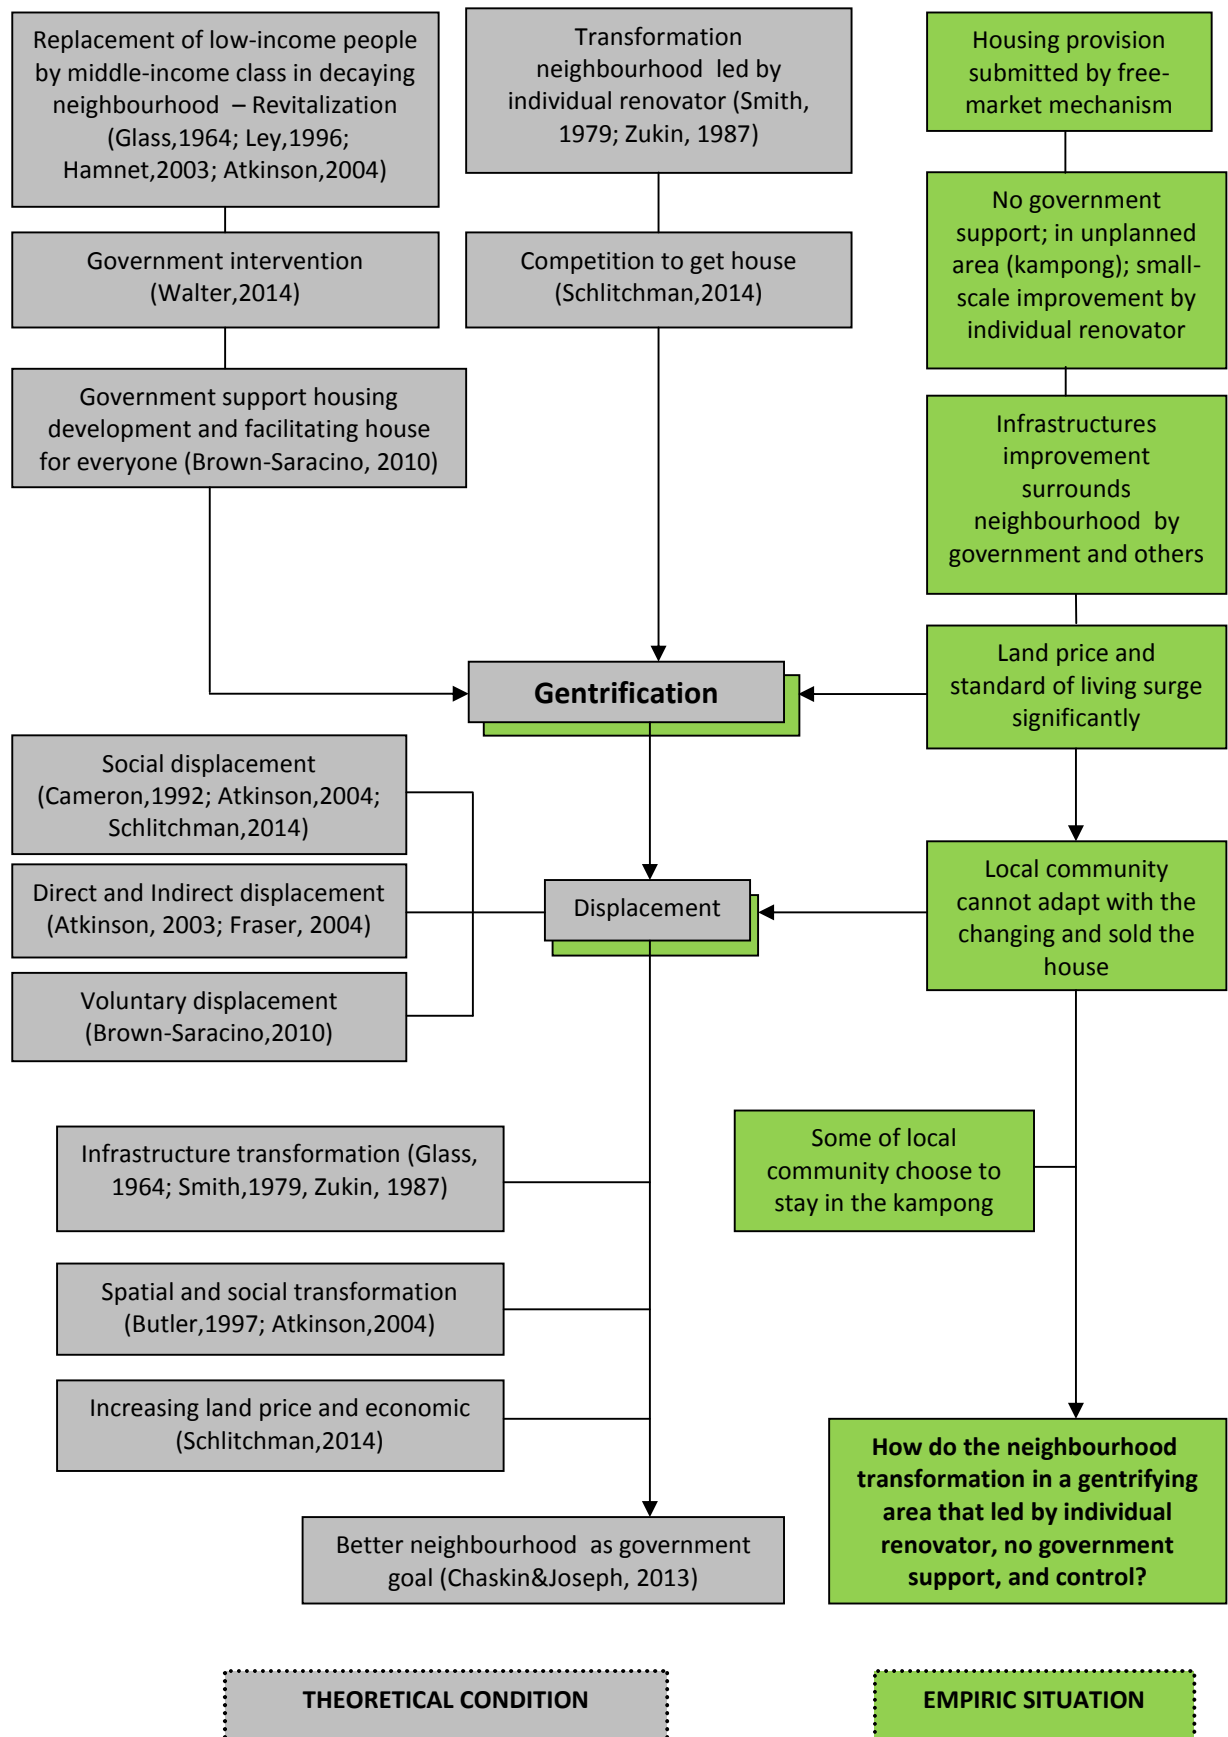 Replacement of low-income people
by middle-income class in decaying
neighbourhood – Revitalization
(Glass,1964; Ley,1996;
Hamnet,2003; Atkinson,2004)
Transformation
neighbourhood led by
individual renovator (Smith,
1979; Zukin, 1987)
Housing provision
submitted by free-
market mechanism
Government intervention
(Walter,2014)
Competition to get house
(Schlitchman,2014)
No government
support; in unplanned
area (kampong); small-
scale improvement by
individual renovator
Government support housing
development and facilitating house
for everyone (Brown-Saracino, 2010)
Infrastructures
improvement
surrounds
neighbourhood by
government and others
Gentrification
Land price and
standard of living surge
significantly
Social displacement
(Cameron,1992; Atkinson,2004;
Schlitchman,2014)
Direct and Indirect displacement
(Atkinson, 2003; Fraser, 2004)
Voluntary displacement
(Brown-Saracino,2010)
Displacement
Local community
cannot adapt with the
changing and sold the
house
Some of local
community choose to
stay in the kampong
Infrastructure transformation (Glass,
1964; Smith,1979, Zukin, 1987)
Spatial and social transformation
(Butler,1997; Atkinson,2004)
Increasing land price and economic
(Schlitchman,2014)
Better neighbourhood as government
goal (Chaskin&Joseph, 2013)
How do the neighbourhood
transformation in a gentrifying
area that led by individual
renovator, no government
support, and control?
THEORETICAL CONDITION
EMPIRIC SITUATION